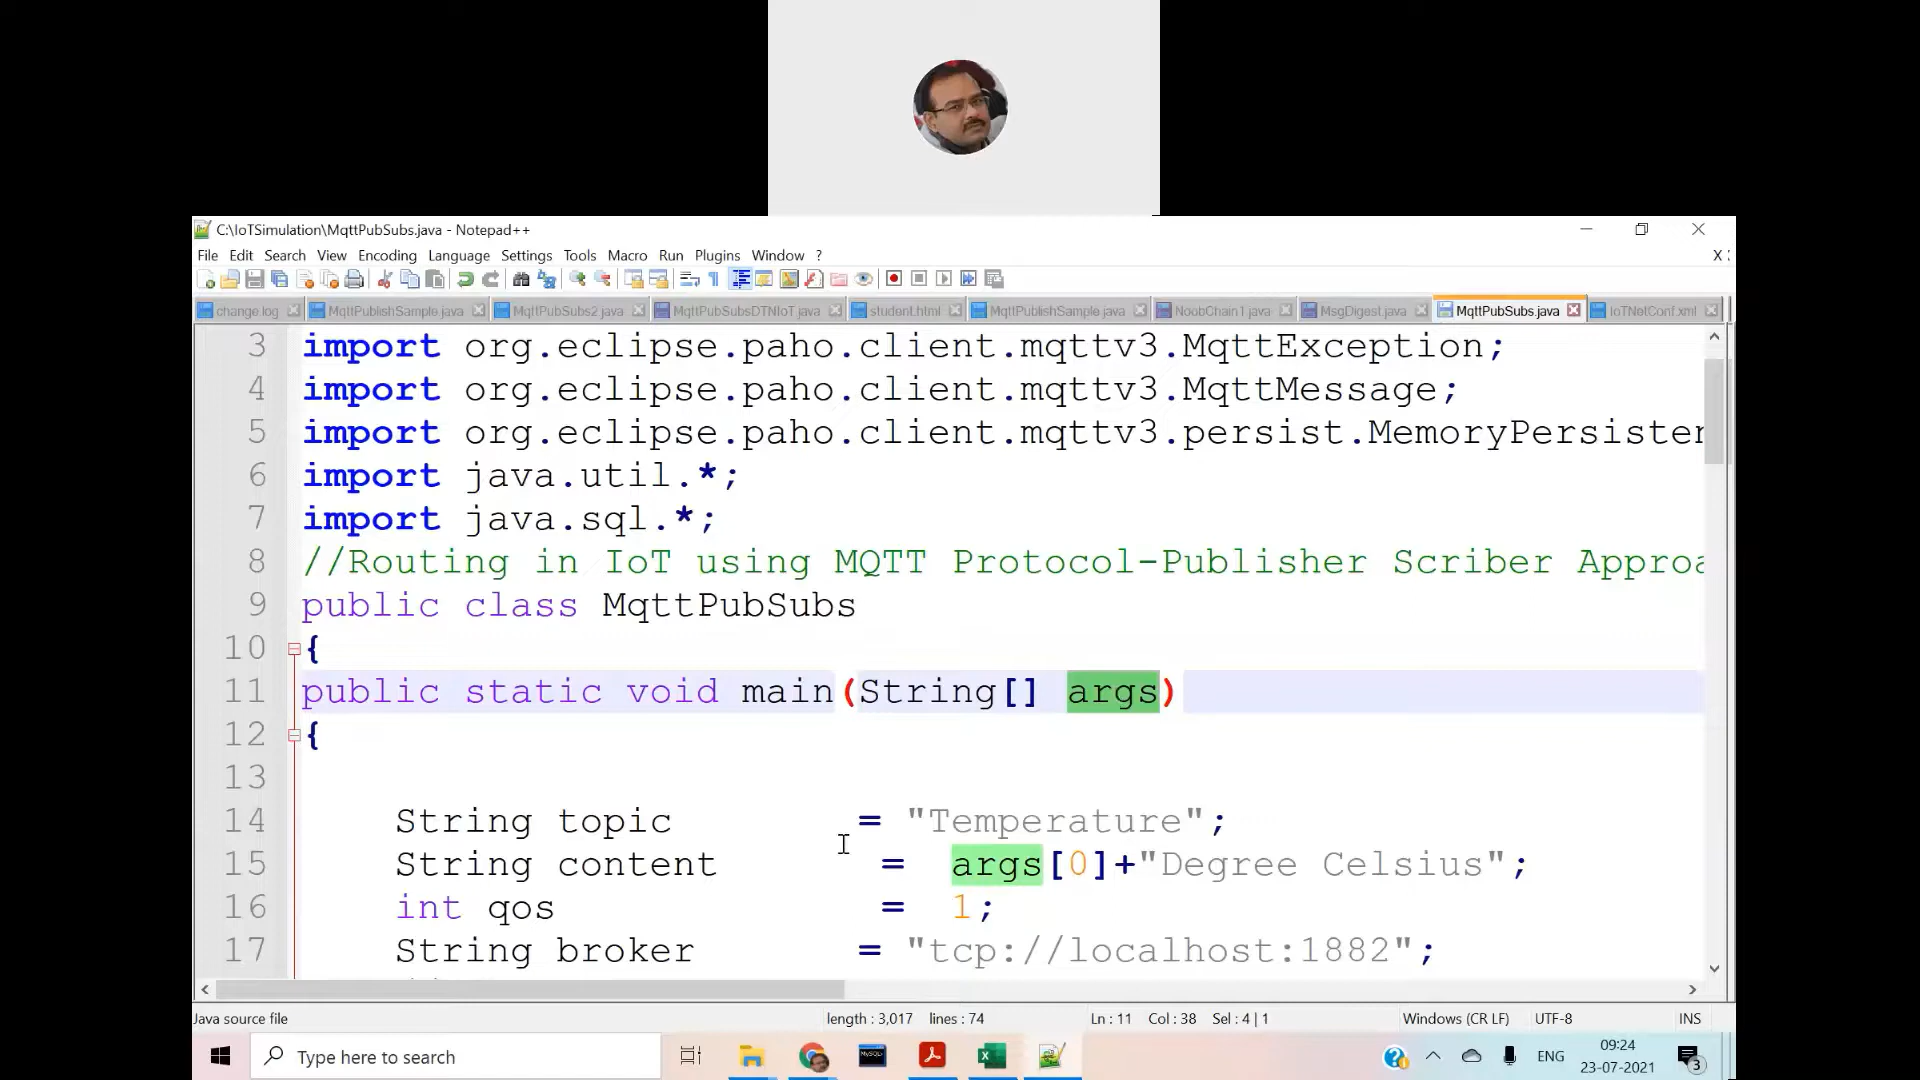 C:\IoTSimulation\MqttPubSubs.java - Notepad++
File Edit Search View Encoding Language Settings Tools Macro Run Plugins Window ? X
change.log MqttPublishSample.java MqttPubSubs2.java MqttPubSubsDTNIoT.java student.html MqttPublishSample.java NoobChain1.java MsgDigest.java MqttPubSubs.java IoTNetConf.xml
3 import org.eclipse.paho.client.mqttv3.MqttException;
4 import org.eclipse.paho.client.mqttv3.MqttMessage;
5 import org.eclipse.paho.client.mqttv3.persist.MemoryPersister
6 import java.util.*;
7 import java.sql.*;
8 //Routing in IoT using MQTT Protocol-Publisher Scriber Approa
9 public class MqttPubSubs
10 {
11 public static void main(String[] args)
12 {
13
14 String topic = "Temperature";
15 String content = args[0]+"Degree Celsius";
16 int qos = 1;
17 String broker = "tcp://localhost:1882";
Java source file length : 3,017 lines : 74 Ln : 11 Col : 38 Sel : 4 | 1 Windows (CR LF) UTF-8 INS
Type here to search MySQL ENG 09:24
23-07-2021 3